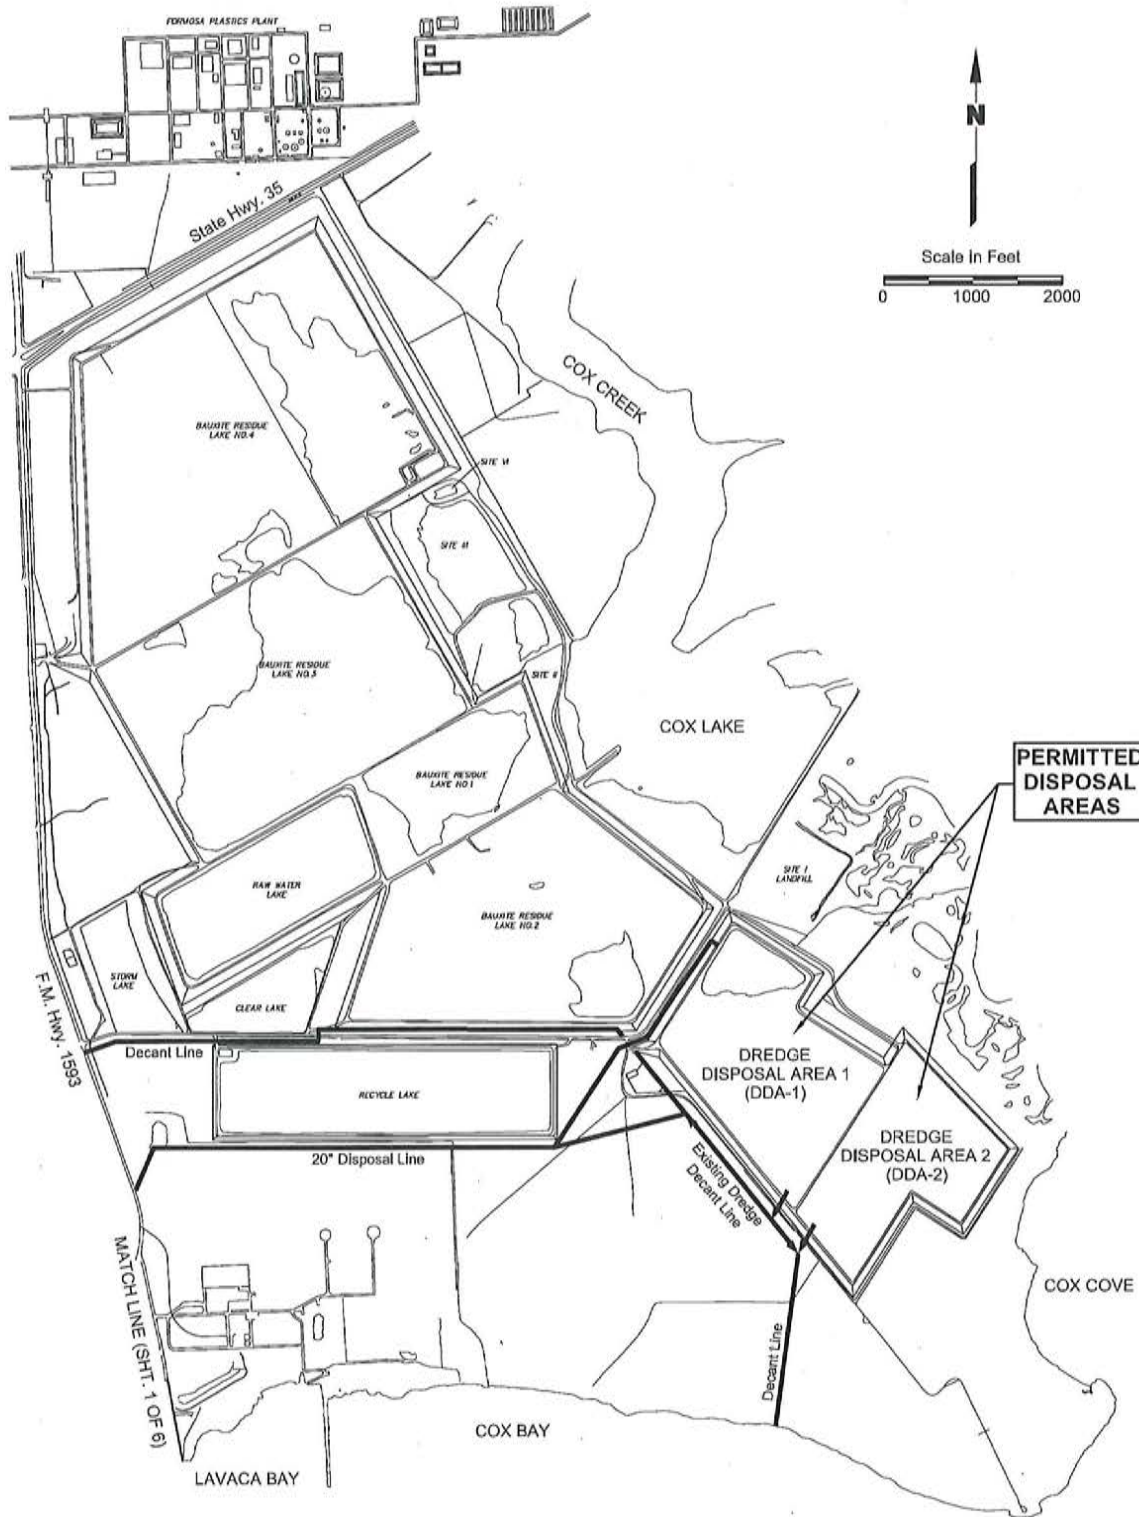 FORMOSA PLASTICS PLANT
N
State Hwy. 35
Scale in Feet
0 1000 2000
COX CREEK
BAUXITE RESIDUE
LAKE NO.4
SITE VI
SITE III
BAUXITE RESIDUE
LAKE NO.3
SITE II
COX LAKE
PERMITTED
DISPOSAL
AREAS
BAUXITE RESIDUE
LAKE NO.1
SITE I
LANDFILL
RAW WATER
LAKE
BAUXITE RESIDUE
LAKE NO.2
STORM
LAKE
CLEAR LAKE
F.M. Hwy. 1593
Decant Line
DREDGE
DISPOSAL AREA 1
(DDA-1)
RECYCLE LAKE
DREDGE
DISPOSAL AREA 2
(DDA-2)
20" Disposal Line
Existing Dredge
Decant Line
MATCH LINE (SHT. 1 OF 6)
COX COVE
Decant Line
COX BAY
LAVACA BAY